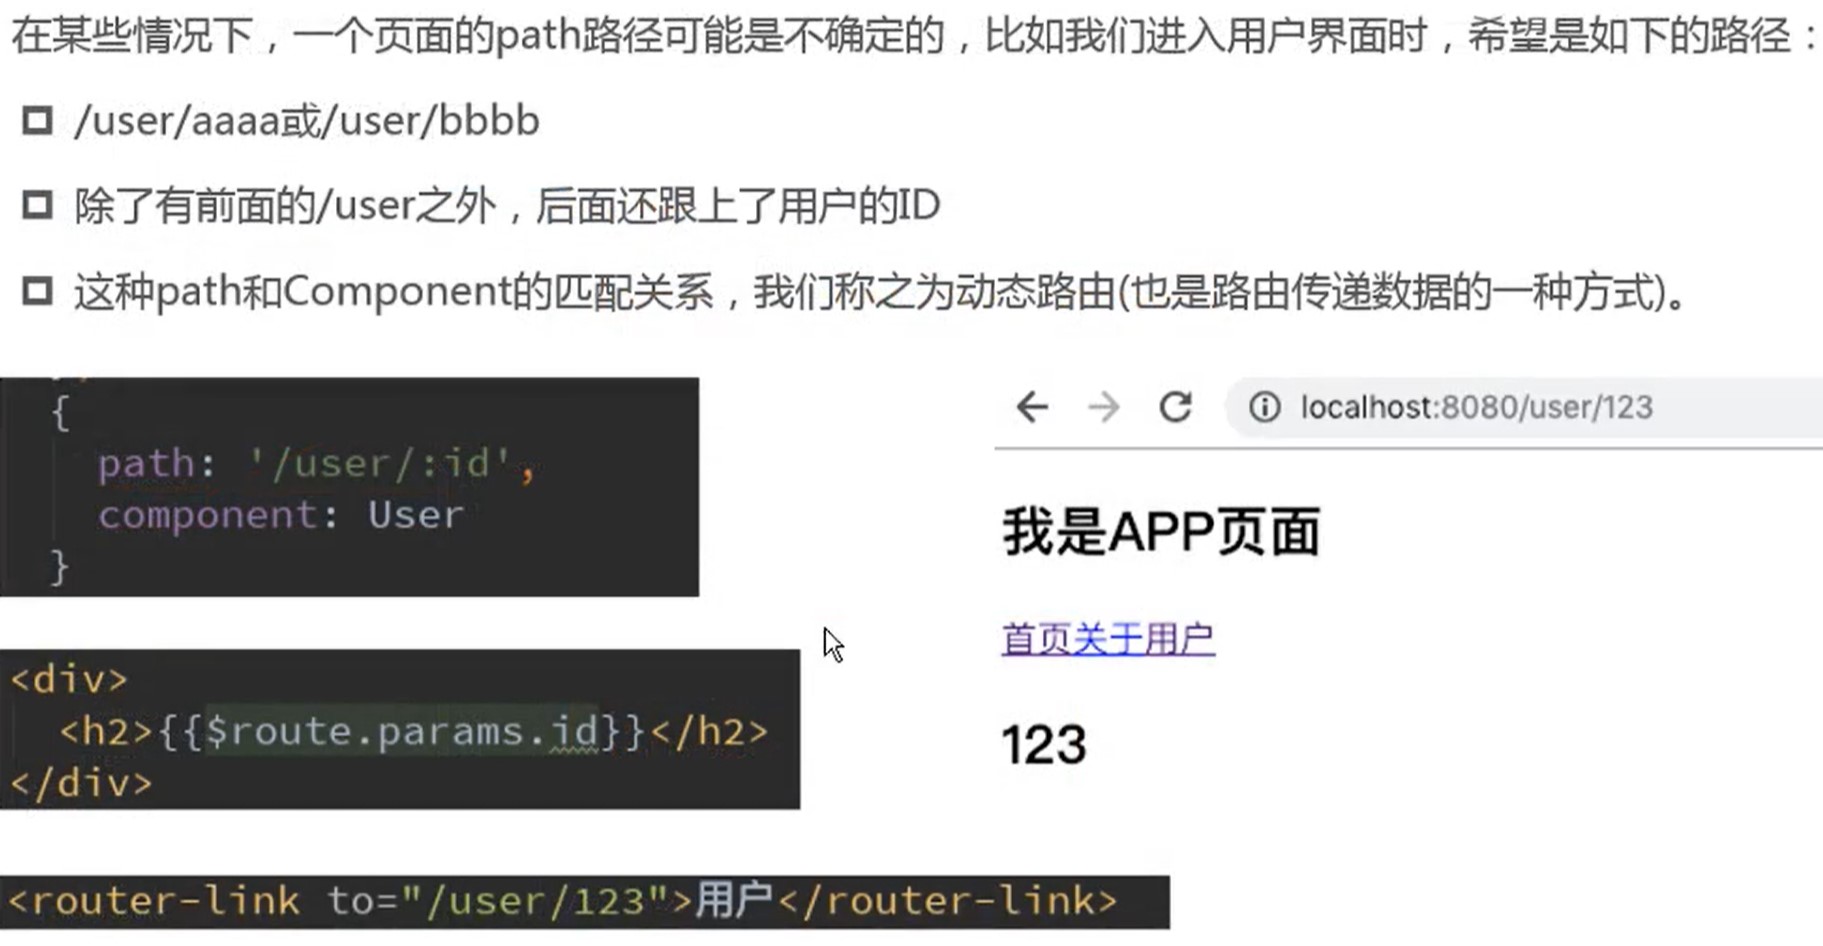 在某些情况下，一个页面的path路径可能是不确定的，比如我们进入用户界面时，希望是如下的路径：
/user/aaaa或/user/bbbb
除了有前面的/user之外，后面还跟上了用户的ID
这种path和Component的匹配关系，我们称之为动态路由(也是路由传递数据的一种方式)。
{
path: '/user/:id',
component: User
}
<div>
<h2>{{$route.params.id}}</h2>
</div>
<router-link to="/user/123">用户</router-link>
localhost:8080/user/123
我是APP页面
首页关于用户
123